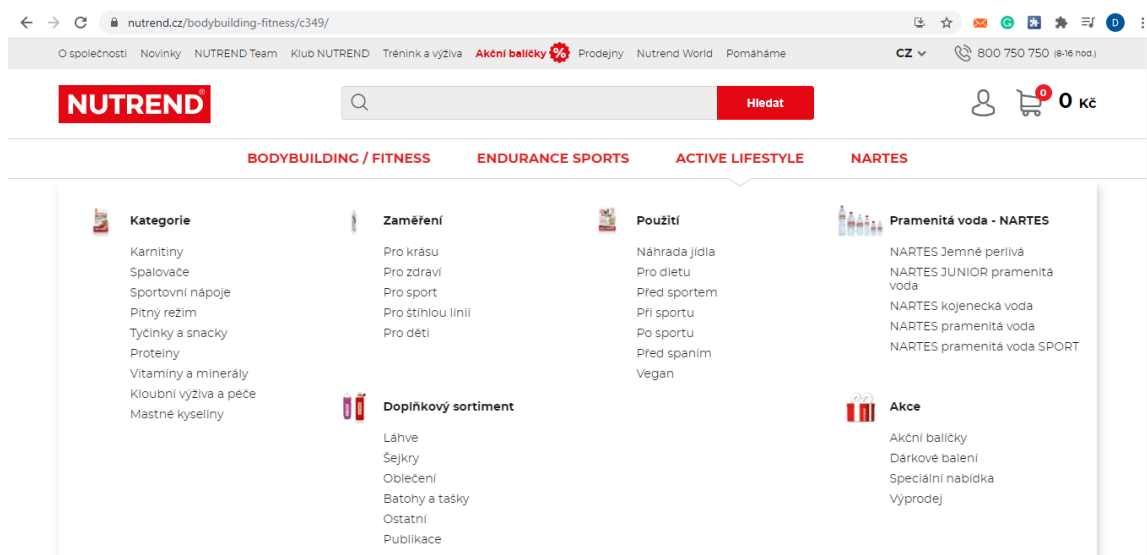 nutrend.cz/bodybuilding-fitness/c349/
D
O společnosti Novinky NUTREND Team Klub NUTREND Trénink a výživa Akční balíčky % Prodejny Nutrend World Pomáháme CZ 800 750 750 (8-16 hod.)
NUTREND®
Hledat
0
0 Kč
BODYBUILDING / FITNESS ENDURANCE SPORTS ACTIVE LIFESTYLE NARTES
Kategorie
Karnitiny
Spalovače
Sportovní nápoje
Pitný režim
Tyčinky a snacky
Proteiny
Vitamíny a minerály
Kloubní výživa a péče
Mastné kyseliny
Zaměření
Pro krásu
Pro zdraví
Pro sport
Pro štíhlou línii
Pro děti
Doplňkový sortiment
Láhve
Šejkry
Oblečení
Batohy a tašky
Ostatní
Publikace
Použití
Náhrada jídla
Pro dietu
Před sportem
Při sportu
Po sportu
Před spaním
Vegan
Pramenitá voda - NARTES
NARTES Jemně perlivá
NARTES JUNIOR pramenitá
voda
NARTES kojenecká voda
NARTES pramenitá voda
NARTES pramenitá voda SPORT
Akce
Akční balíčky
Dárkové balení
Speciální nabídka
Výprodej